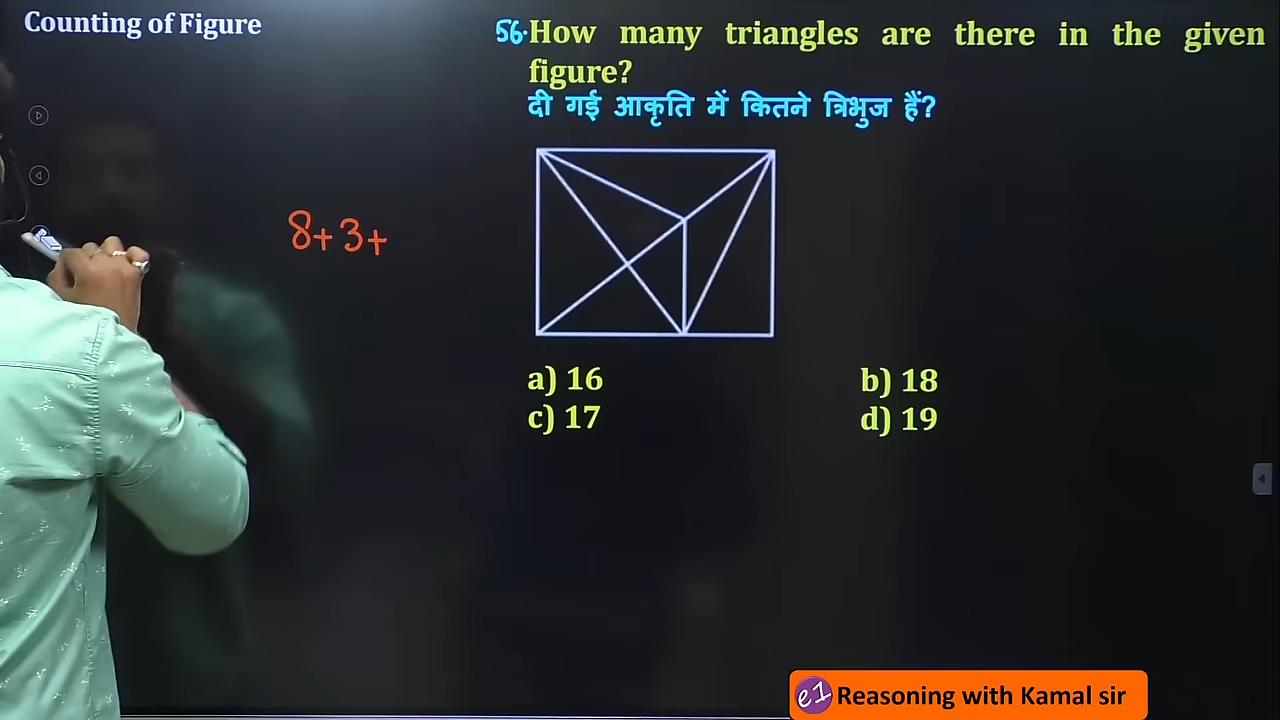 Counting of Figure
56. How many triangles are there in the given
figure?
दी गई आकृति में कितने त्रिभुज हैं?
8+3+
a) 16
b) 18
c) 17
d) 19
e1 Reasoning with Kamal sir